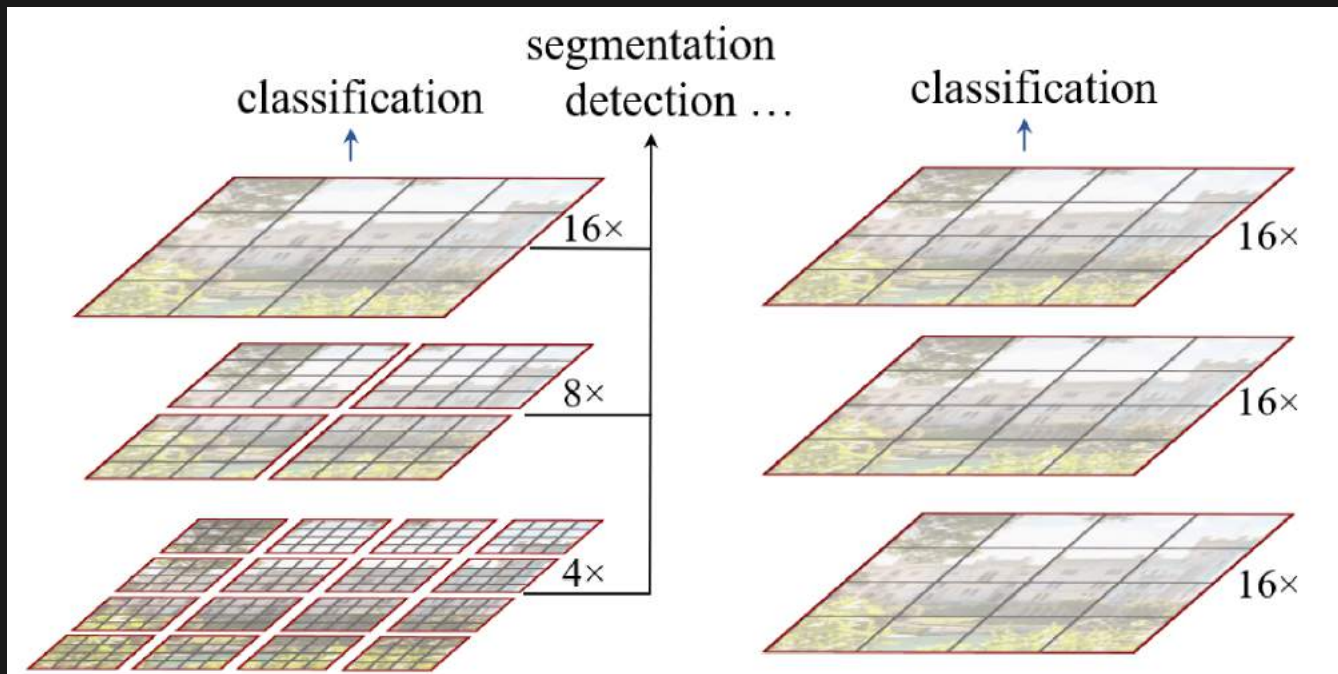 segmentation
classification
detection …
classification
16×
16×
8×
16×
4×
16×